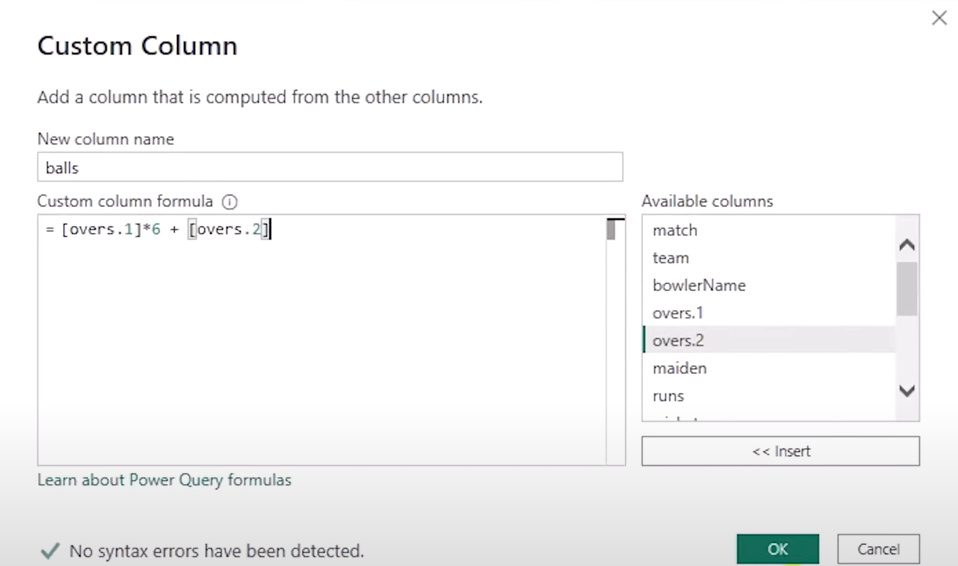 Custom Column
Add a column that is computed from the other columns.
New column name
balls
Custom column formula
= [overs.1]*6 + [overs.2]
Available columns
match
team
bowlerName
overs.1
overs.2
maiden
runs
<< Insert
Learn about Power Query formulas
No syntax errors have been detected.
OK
Cancel